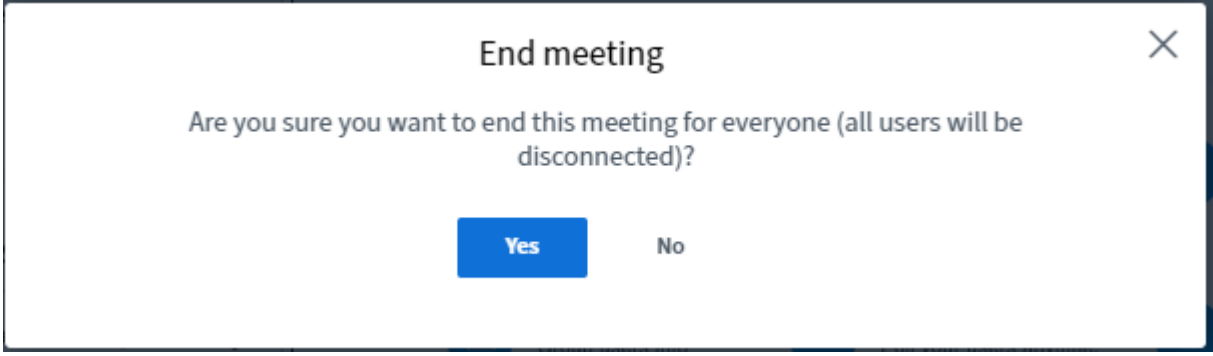 End meeting
Are you sure you want to end this meeting for everyone (all users will be
disconnected)?
Yes
No